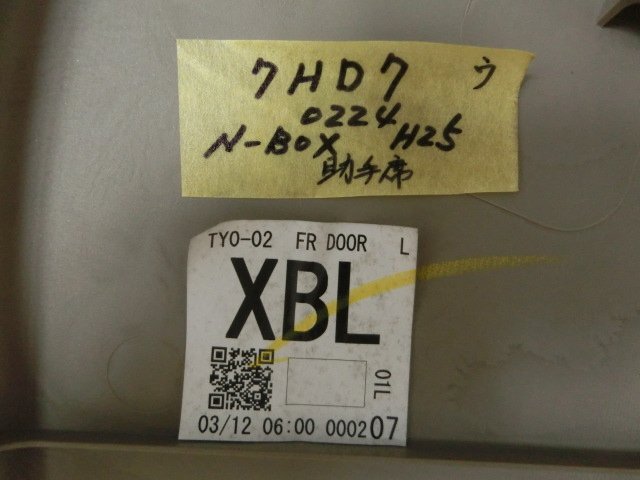 7HD7 ウ
0224
N-BOX H25
助手席
TY0-02 FR DOOR L
XBL
01L
03/12 06:00 000207